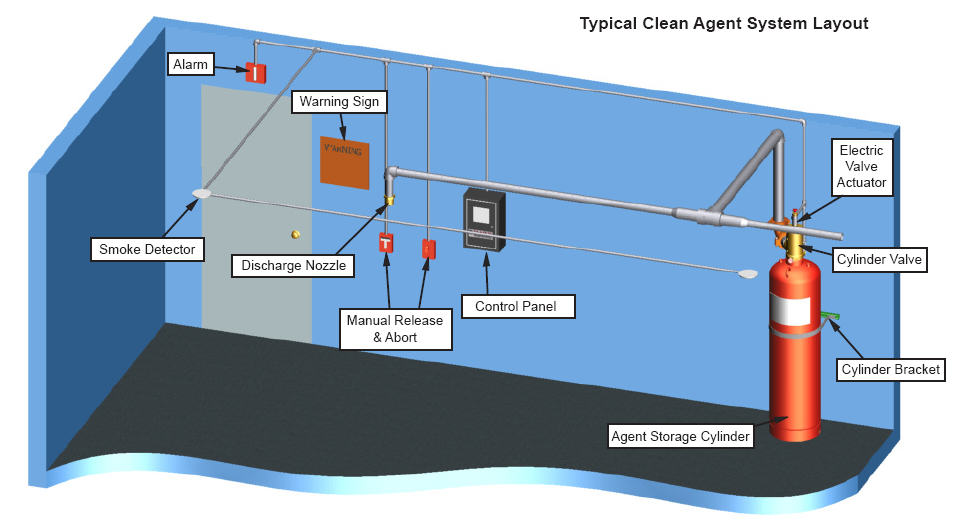 Typical Clean Agent System Layout
Alarm
Warning Sign
WARNING
Electric
Valve
Actuator
Smoke Detector
Discharge Nozzle
Cylinder Valve
Manual Release
& Abort
Control Panel
Cylinder Bracket
Agent Storage Cylinder